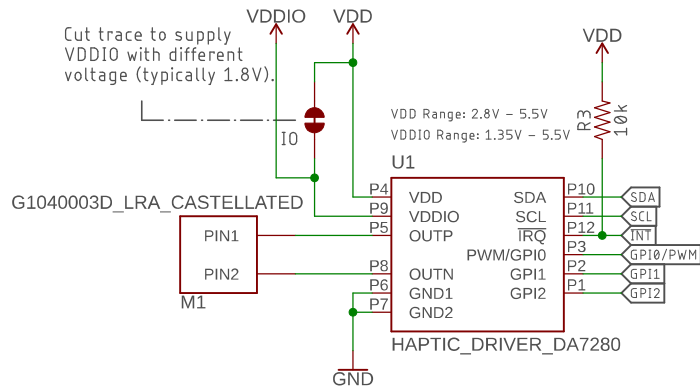 VDDIO
VDD
Cut trace to supply
VDDIO with different
voltage (typically 1.8V).
IO
VDD
R3
10k
VDD Range: 2.8V – 5.5V
VDDIO Range: 1.35V – 5.5V
U1
G1040003D_LRA_CASTELLATED
PIN1
PIN2
M1
P4
P9
P5
P8
P6
P7
VDD
VDDIO
OUTP
OUTN
GND1
GND2
SDA
SCL
IRQ
PWM/GPI0
GPI1
GPI2
P10
P11
P12
P3
P2
P1
SDA
SCL
INT
GPI0/PWM
GPI1
GPI2
HAPTIC_DRIVER_DA7280
GND